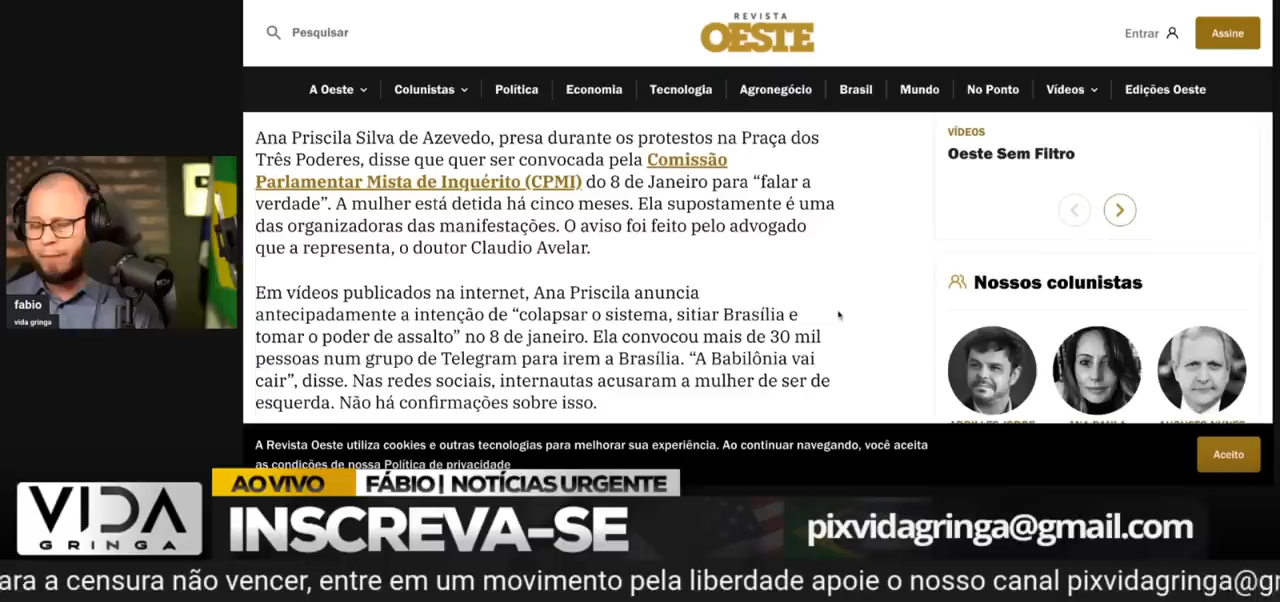 Pesquisar
REVISTA
OESTE
Entrar
Assine
A Oeste
Colunistas
Política
Economia
Tecnologia
Agronegócio
Brasil
Mundo
No Ponto
Vídeos
Edições Oeste
Ana Priscila Silva de Azevedo, presa durante os protestos na Praça dos
Três Poderes, disse que quer ser convocada pela Comissão
Parlamentar Mista de Inquérito (CPMI) do 8 de Janeiro para “falar a
verdade”. A mulher está detida há cinco meses. Ela supostamente é uma
das organizadoras das manifestações. O aviso foi feito pelo advogado
que a representa, o doutor Claudio Avelar.
Em vídeos publicados na internet, Ana Priscila anuncia
antecipadamente a intenção de “colapsar o sistema, sitiar Brasília e
tomar o poder de assalto” no 8 de janeiro. Ela convocou mais de 30 mil
pessoas num grupo de Telegram para irem a Brasília. “A Babilônia vai
cair”, disse. Nas redes sociais, internautas acusaram a mulher de ser de
esquerda. Não há confirmações sobre isso.
VÍDEOS
Oeste Sem Filtro
Nossos colunistas
fabio
vida gringa
A Revista Oeste utiliza cookies e outras tecnologias para melhorar sua experiência. Ao continuar navegando, você aceita
as condições de nossa Política de privacidade
Aceito
AO VIVO
FÁBIO | NOTÍCIAS URGENTE
VIDA
GRINGA
INSCREVA-SE
pixvidagringa@gmail.com
ara a censura não vencer, entre em um movimento pela liberdade apoie o nosso canal pixvidagringa@g